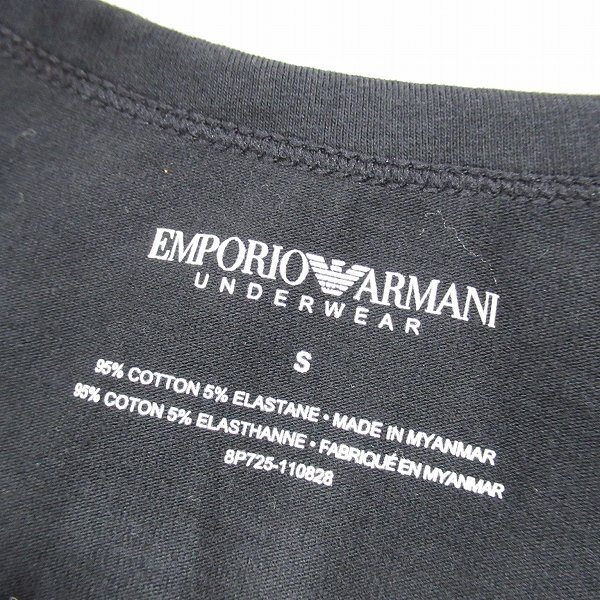 EMPORIO ARMANI
UNDERWEAR
S
95% COTTON 5% ELASTANE • MADE IN MYANMAR
95% COTON 5% ELASTHANNE • FABRIQUÉ EN MYANMAR
8P725-110828